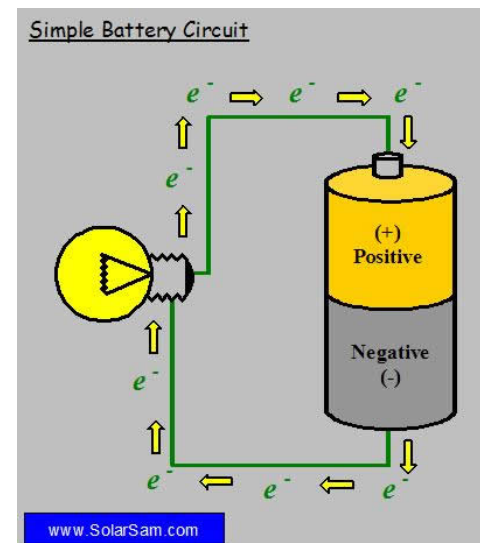 Simple Battery Circuit
e⁻ e⁻ e⁻
e⁻
(+)
Positive
Negative
(-)
e⁻
e⁻ e⁻ e⁻
www.SolarSam.com